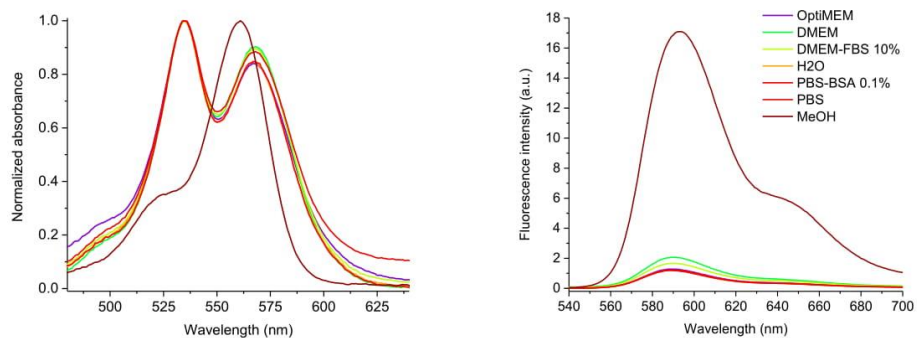 Normalized absorbance
1.0
0.8
0.6
0.4
0.2
0.0
500 525 550 575 600 625
Wavelength (nm)
Fluorescence intensity (a.u.)
18
16
14
12
10
8
6
4
2
0
540 560 580 600 620 640 660 680 700
Wavelength (nm)
OptiMEM
DMEM
DMEM-FBS 10%
H2O
PBS-BSA 0.1%
PBS
MeOH